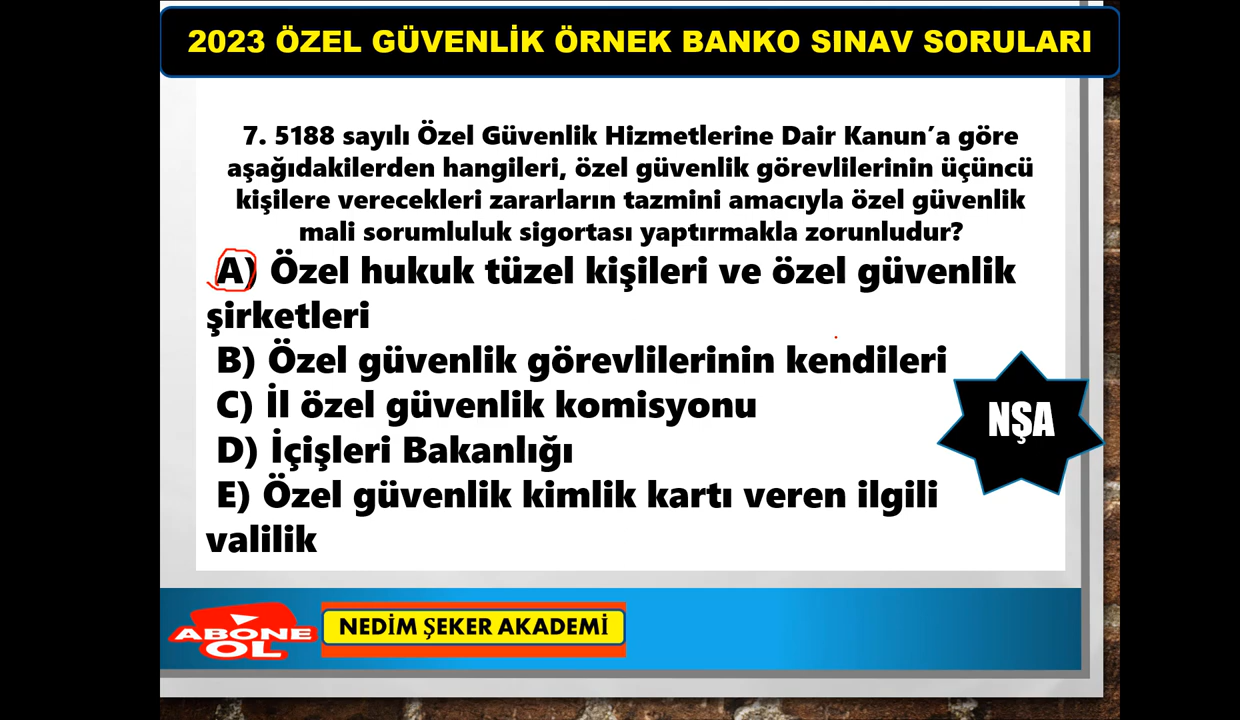 2023 ÖZEL GÜVENLİK ÖRNEK BANKO SINAV SORULARI
7. 5188 sayılı Özel Güvenlik Hizmetlerine Dair Kanun’a göre
aşağıdakilerden hangileri, özel güvenlik görevlilerinin üçüncü
kişilere verecekleri zararların tazmini amacıyla özel güvenlik
mali sorumluluk sigortası yaptırmakla zorunludur?
A) Özel hukuk tüzel kişileri ve özel güvenlik
şirketleri
B) Özel güvenlik görevlilerinin kendileri
C) İl özel güvenlik komisyonu
D) İçişleri Bakanlığı
E) Özel güvenlik kimlik kartı veren ilgili
valilik
NŞA
ABONE
OL
NEDİM ŞEKER AKADEMİ